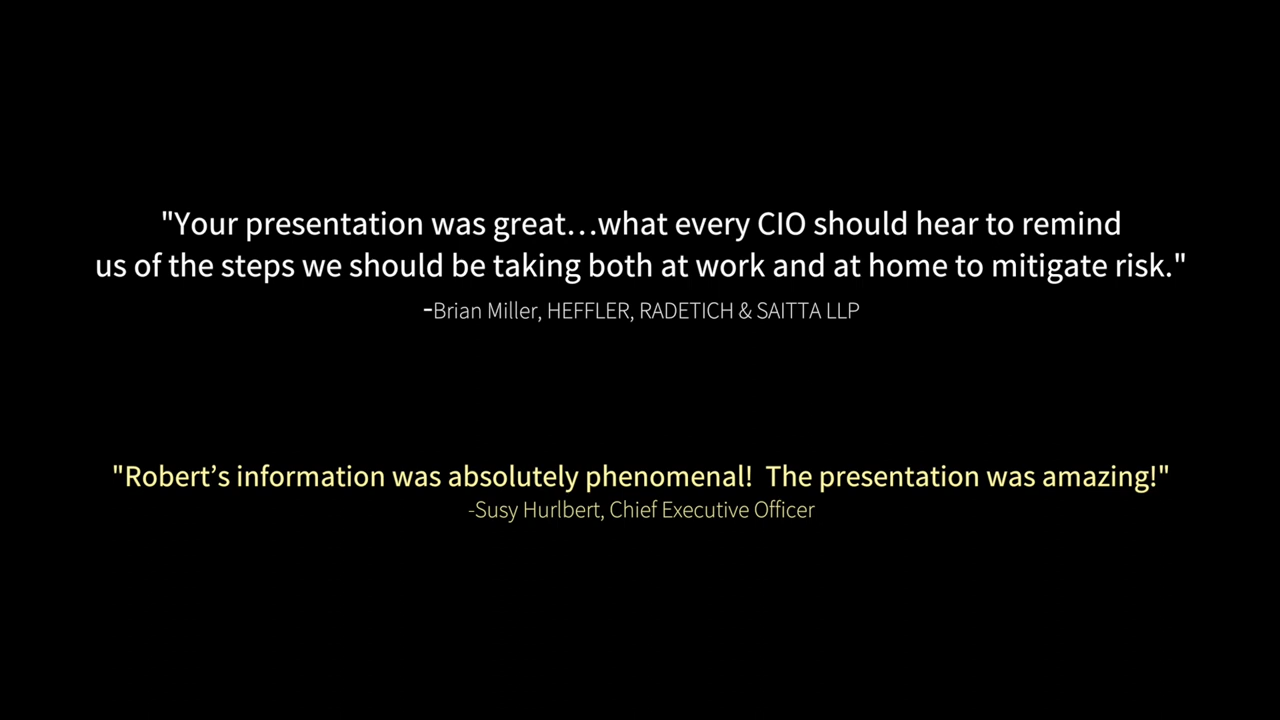 "Your presentation was great…what every CIO should hear to remind
us of the steps we should be taking both at work and at home to mitigate risk."
-Brian Miller, HEFFLER, RADETICH & SAITTA LLP
"Robert’s information was absolutely phenomenal!  The presentation was amazing!"
-Susy Hurlbert, Chief Executive Officer